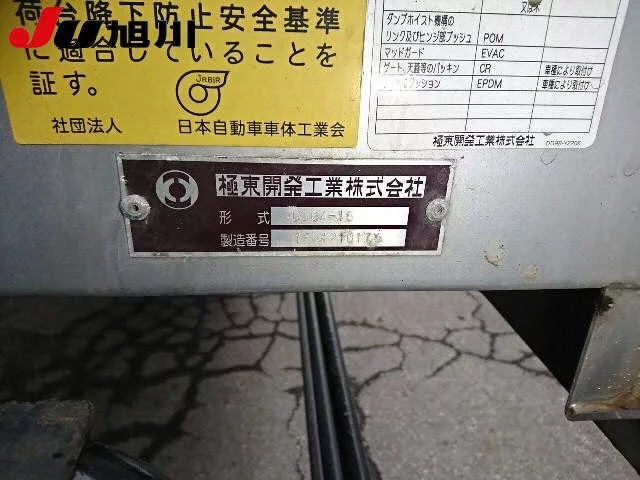 JU旭川
荷台降下防止安全基準
に適合していることを
証す。
JABIA
社団法人 日本自動車車体工業会
ダンプホイスト機構の
リンク及びヒンジ部ブッシュ POM
マッドガード EVAC
ゲート、天蓋等のパッキン CR 車種により取付け
クッション EPDM 車種により取付け
極東開発工業株式会社
極東開発工業株式会社
形式
製造番号